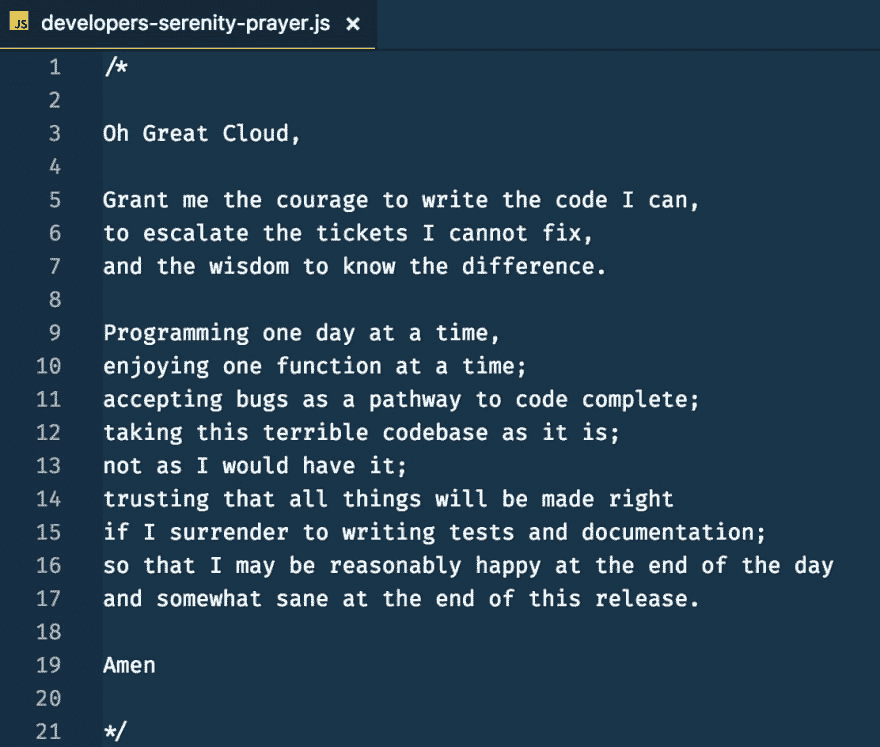 JS developers-serenity-prayer.js ×
1 /*
2
3 Oh Great Cloud,
4
5 Grant me the courage to write the code I can,
6 to escalate the tickets I cannot fix,
7 and the wisdom to know the difference.
8
9 Programming one day at a time,
10 enjoying one function at a time;
11 accepting bugs as a pathway to code complete;
12 taking this terrible codebase as it is;
13 not as I would have it;
14 trusting that all things will be made right
15 if I surrender to writing tests and documentation;
16 so that I may be reasonably happy at the end of the day
17 and somewhat sane at the end of this release.
18
19 Amen
20
21 */